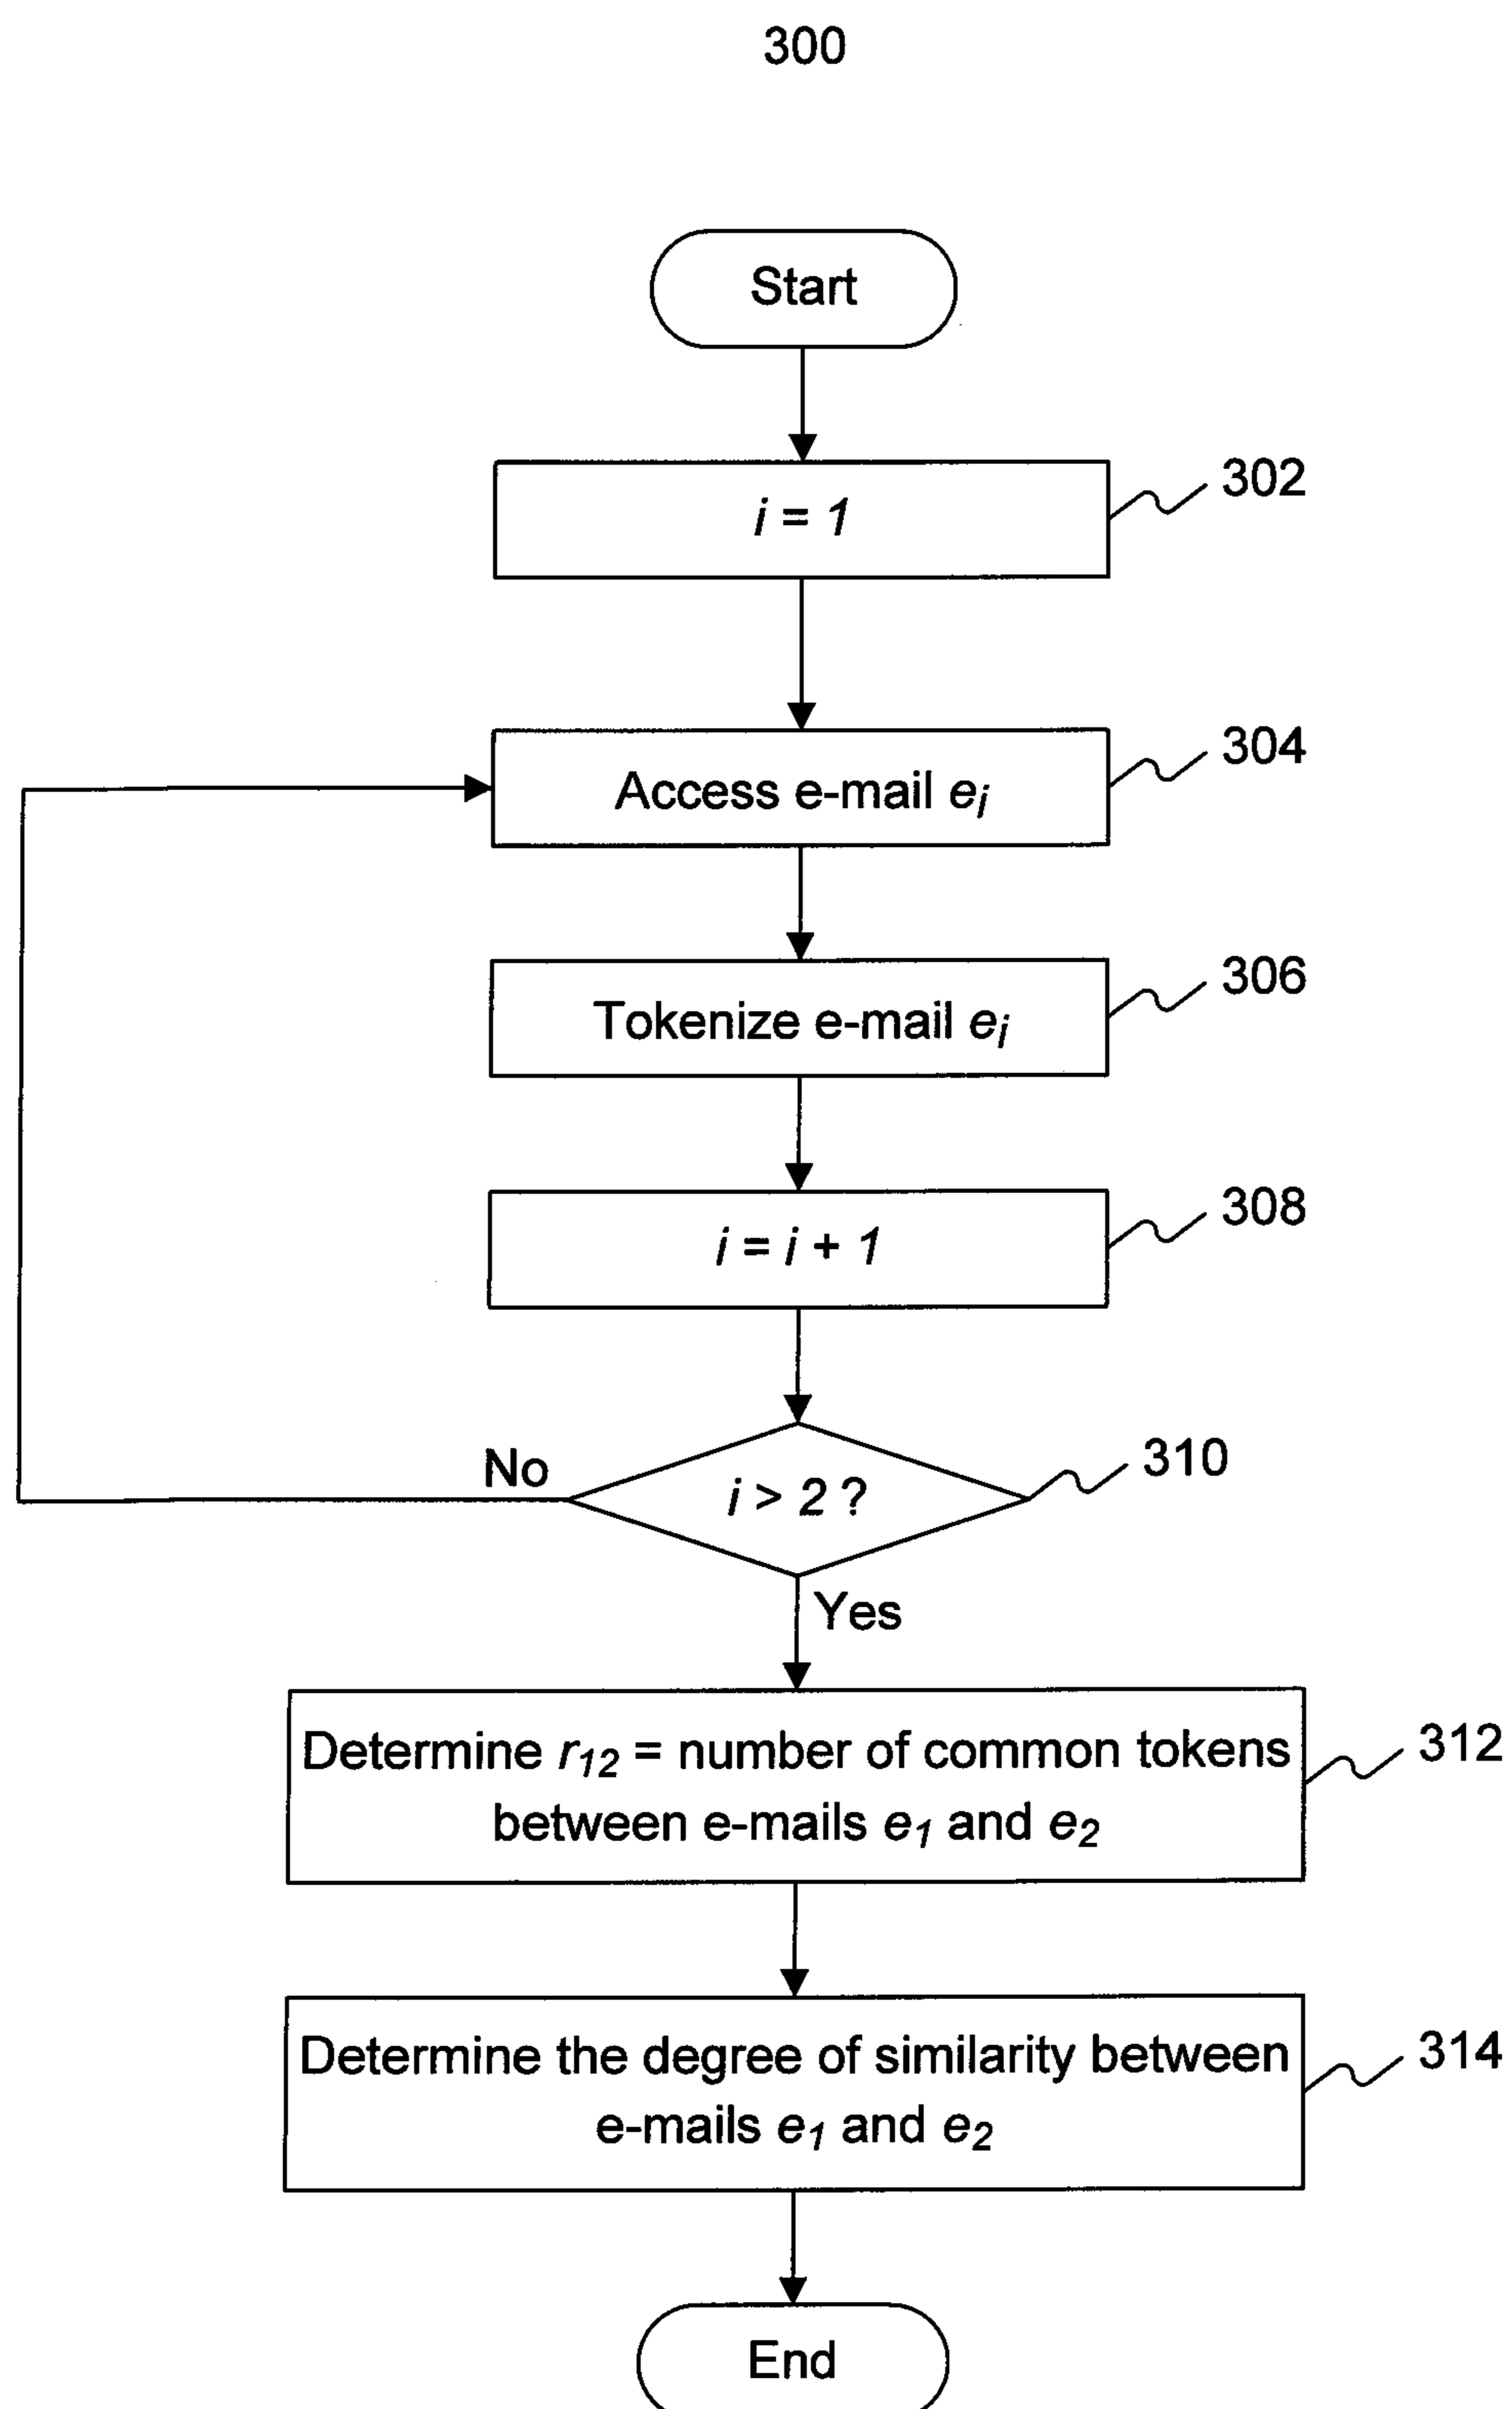 300
Start
i = 1
302
Access e-mail ei
304
Tokenize e-mail ei
306
i = i + 1
308
No
i > 2 ?
310
Yes
Determine r12 = number of common tokens
between e-mails e1 and e2
312
Determine the degree of similarity between
e-mails e1 and e2
314
End